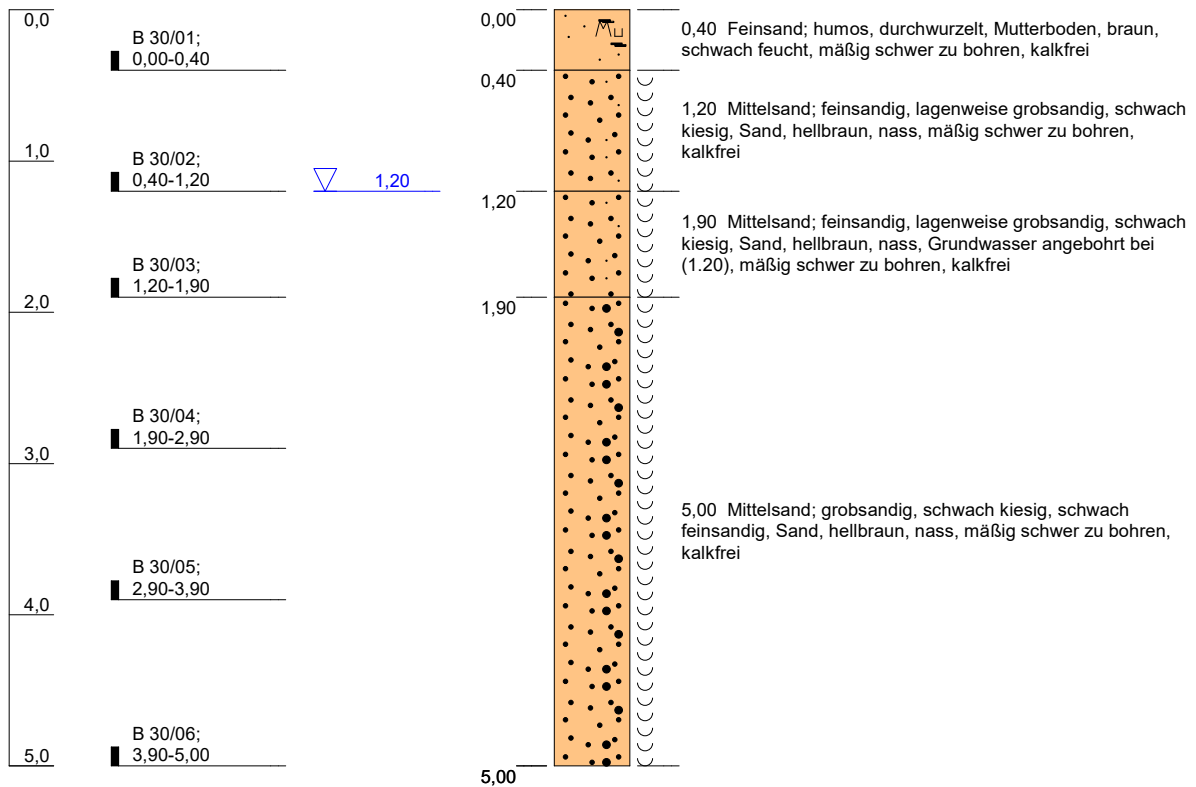 0,0
1,0
2,0
3,0
4,0
5,0
B 30/01;
0,00-0,40
B 30/02;
0,40-1,20
B 30/03;
1,20-1,90
B 30/04;
1,90-2,90
B 30/05;
2,90-3,90
B 30/06;
3,90-5,00
1,20
0,00
0,40
1,20
1,90
5,00
0,40 Feinsand; humos, durchwurzelt, Mutterboden, braun,
schwach feucht, mäßig schwer zu bohren, kalkfrei
1,20 Mittelsand; feinsandig, lagenweise grobsandig, schwach
kiesig, Sand, hellbraun, nass, mäßig schwer zu bohren,
kalkfrei
1,90 Mittelsand; feinsandig, lagenweise grobsandig, schwach
kiesig, Sand, hellbraun, nass, Grundwasser angebohrt bei
(1.20), mäßig schwer zu bohren, kalkfrei
5,00 Mittelsand; grobsandig, schwach kiesig, schwach
feinsandig, Sand, hellbraun, nass, mäßig schwer zu bohren,
kalkfrei